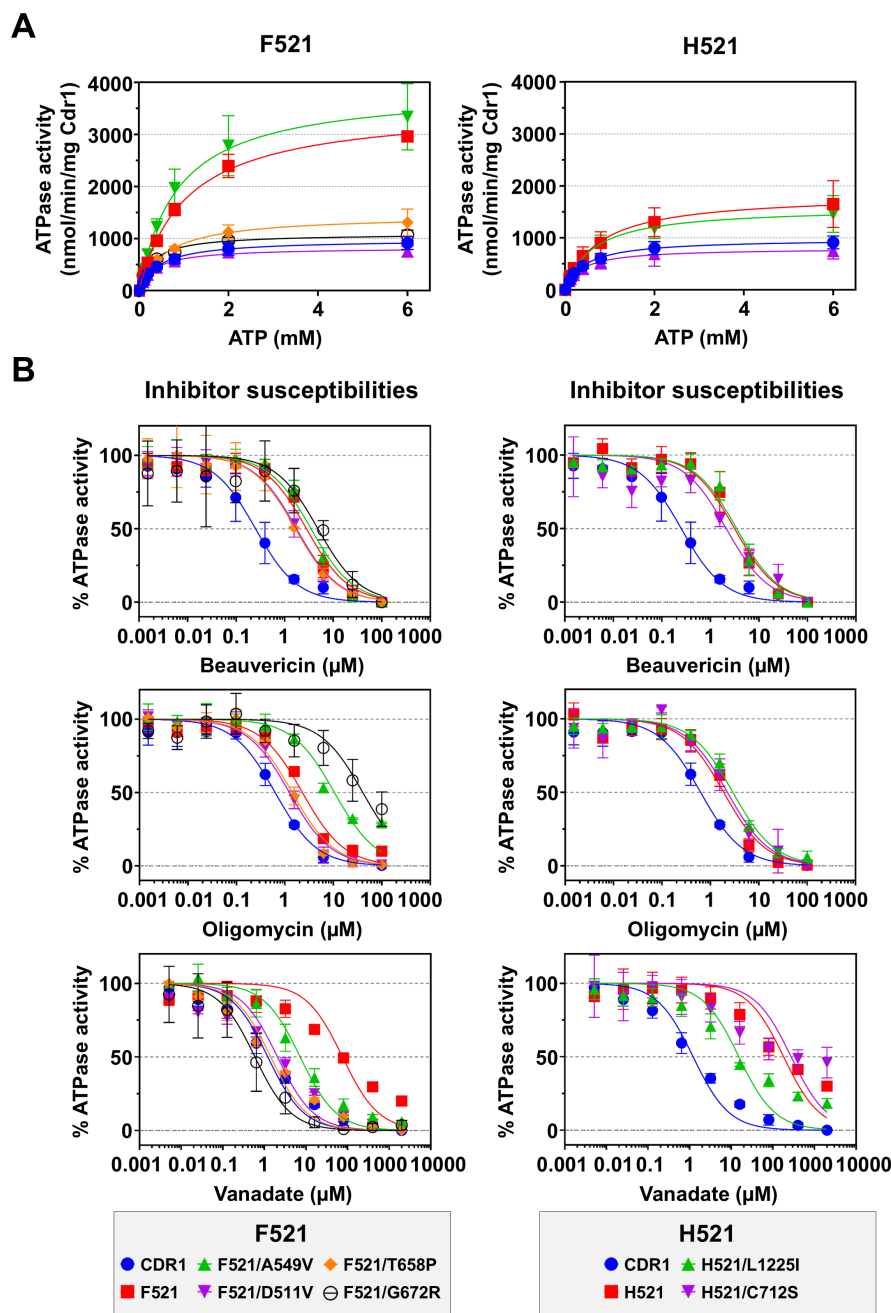 A
F521
H521
ATPase activity
(nmol/min/mg Cdr1)
4000
3000
2000
1000
0
0 2 4 6
ATP (mM)
ATPase activity
(nmol/min/mg Cdr1)
4000
3000
2000
1000
0
0 2 4 6
ATP (mM)
B
Inhibitor susceptibilities
Inhibitor susceptibilities
% ATPase activity
100
50
0
0.001 0.01 0.1 1 10 100 1000
Beauvericin (µM)
% ATPase activity
100
50
0
0.001 0.01 0.1 1 10 100 1000
Beauvericin (µM)
% ATPase activity
100
50
0
0.001 0.01 0.1 1 10 100 1000
Oligomycin (µM)
% ATPase activity
100
50
0
0.001 0.01 0.1 1 10 100 1000
Oligomycin (µM)
% ATPase activity
100
50
0
0.001 0.01 0.1 1 10 100 1000 10000
Vanadate (µM)
% ATPase activity
100
50
0
0.001 0.01 0.1 1 10 100 1000 10000
Vanadate (µM)
F521
CDR1 F521/A549V F521/T658P
F521 F521/D511V F521/G672R
H521
CDR1 H521/L1225I
H521 H521/C712S